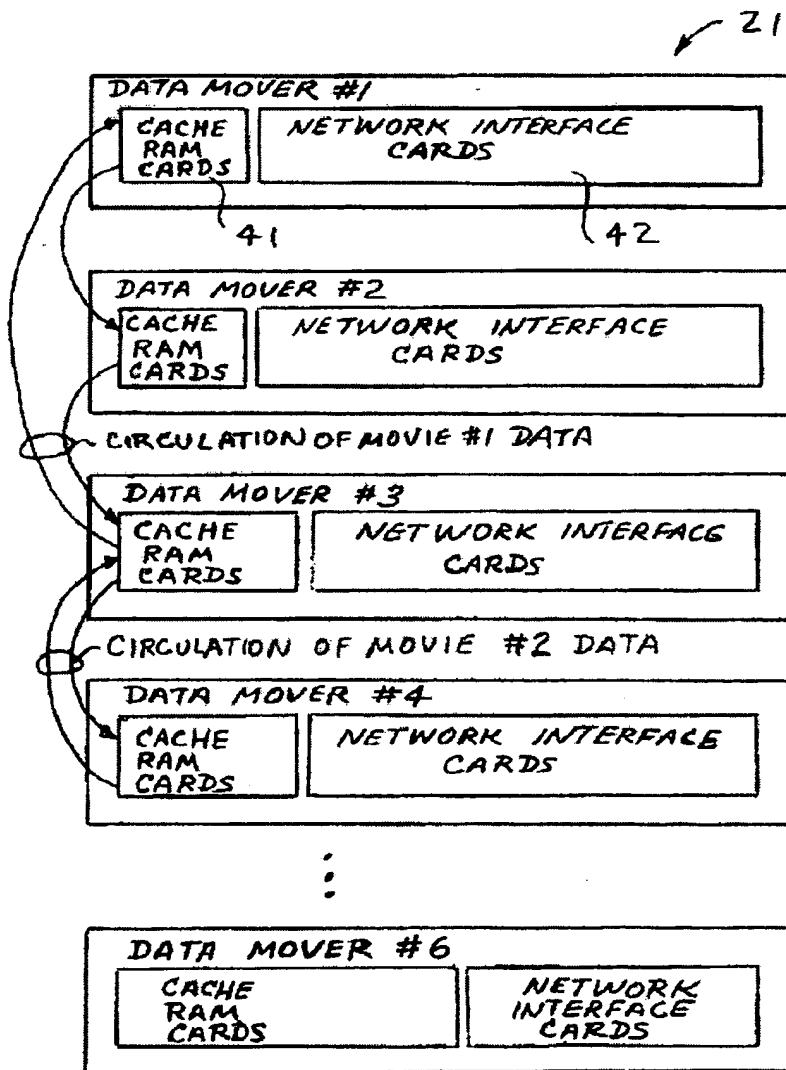 21
DATA MOVER #1
CACHE
RAM
CARDS
NETWORK INTERFACE
CARDS
41
42
DATA MOVER #2
CACHE
RAM
CARDS
NETWORK INTERFACE
CARDS
CIRCULATION OF MOVIE #1 DATA
DATA MOVER #3
CACHE
RAM
CARDS
NETWORK INTERFACE
CARDS
CIRCULATION OF MOVIE #2 DATA
DATA MOVER #4
CACHE
RAM
CARDS
NETWORK INTERFACE
CARDS
DATA MOVER #6
CACHE
RAM
CARDS
NETWORK
INTERFACE
CARDS